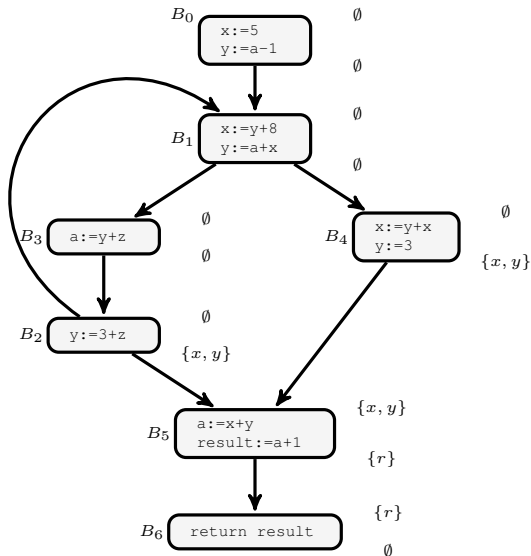 B₀
x:=5
y:=a−1
∅
∅
B₁
x:=y+8
y:=a+x
∅
∅
B₃
a:=y+z
∅
∅
B₄
x:=y+x
y:=3
∅
{x, y}
B₂
y:=3+z
∅
{x, y}
B₅
a:=x+y
result:=a+1
{x, y}
{r}
B₆
return result
{r}
∅